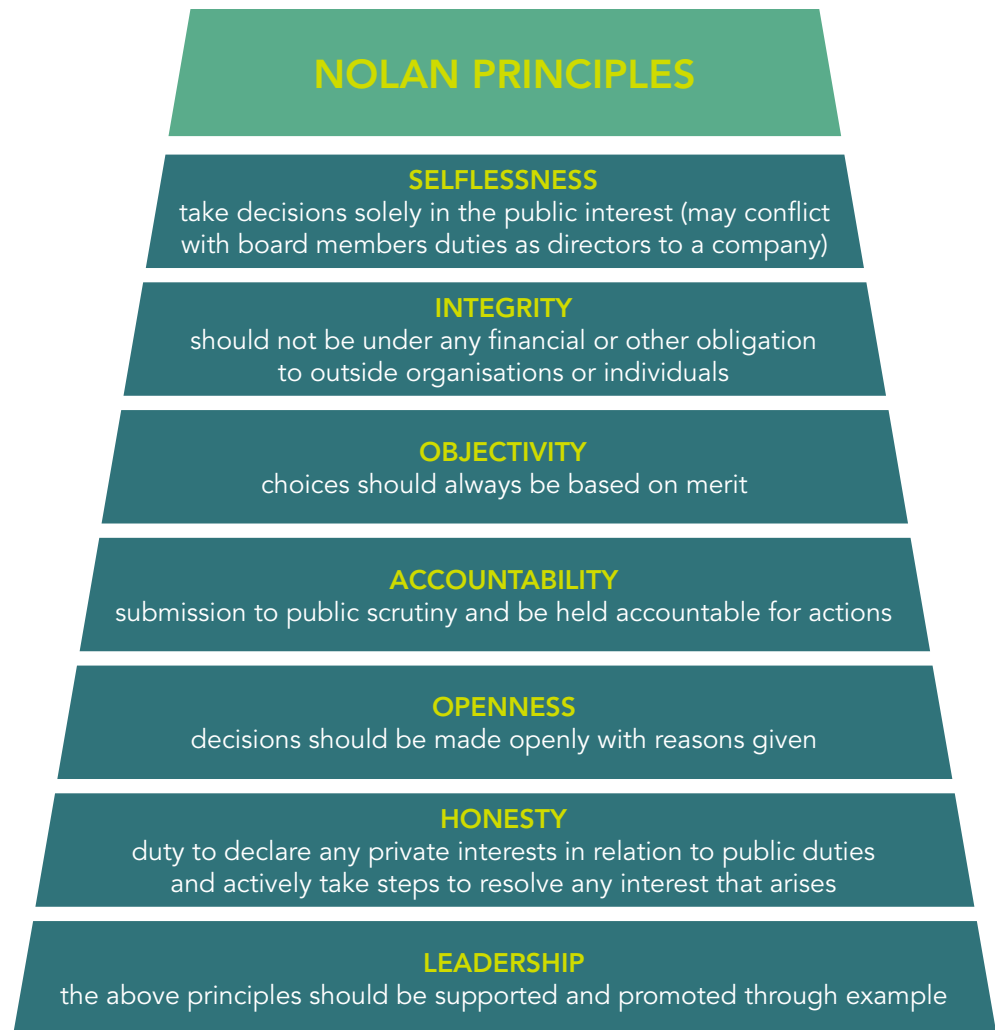 NOLAN PRINCIPLES
SELFLESSNESS
take decisions solely in the public interest (may conflict
with board members duties as directors to a company)
INTEGRITY
should not be under any financial or other obligation
to outside organisations or individuals
OBJECTIVITY
choices should always be based on merit
ACCOUNTABILITY
submission to public scrutiny and be held accountable for actions
OPENNESS
decisions should be made openly with reasons given
HONESTY
duty to declare any private interests in relation to public duties
and actively take steps to resolve any interest that arises
LEADERSHIP
the above principles should be supported and promoted through example